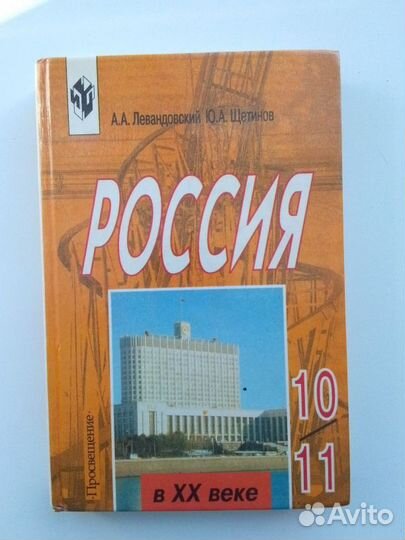 А.А. Левандовский Ю.А. Щетинов
РОССИЯ
10
11
·Просвещение·
в XX веке
Avito